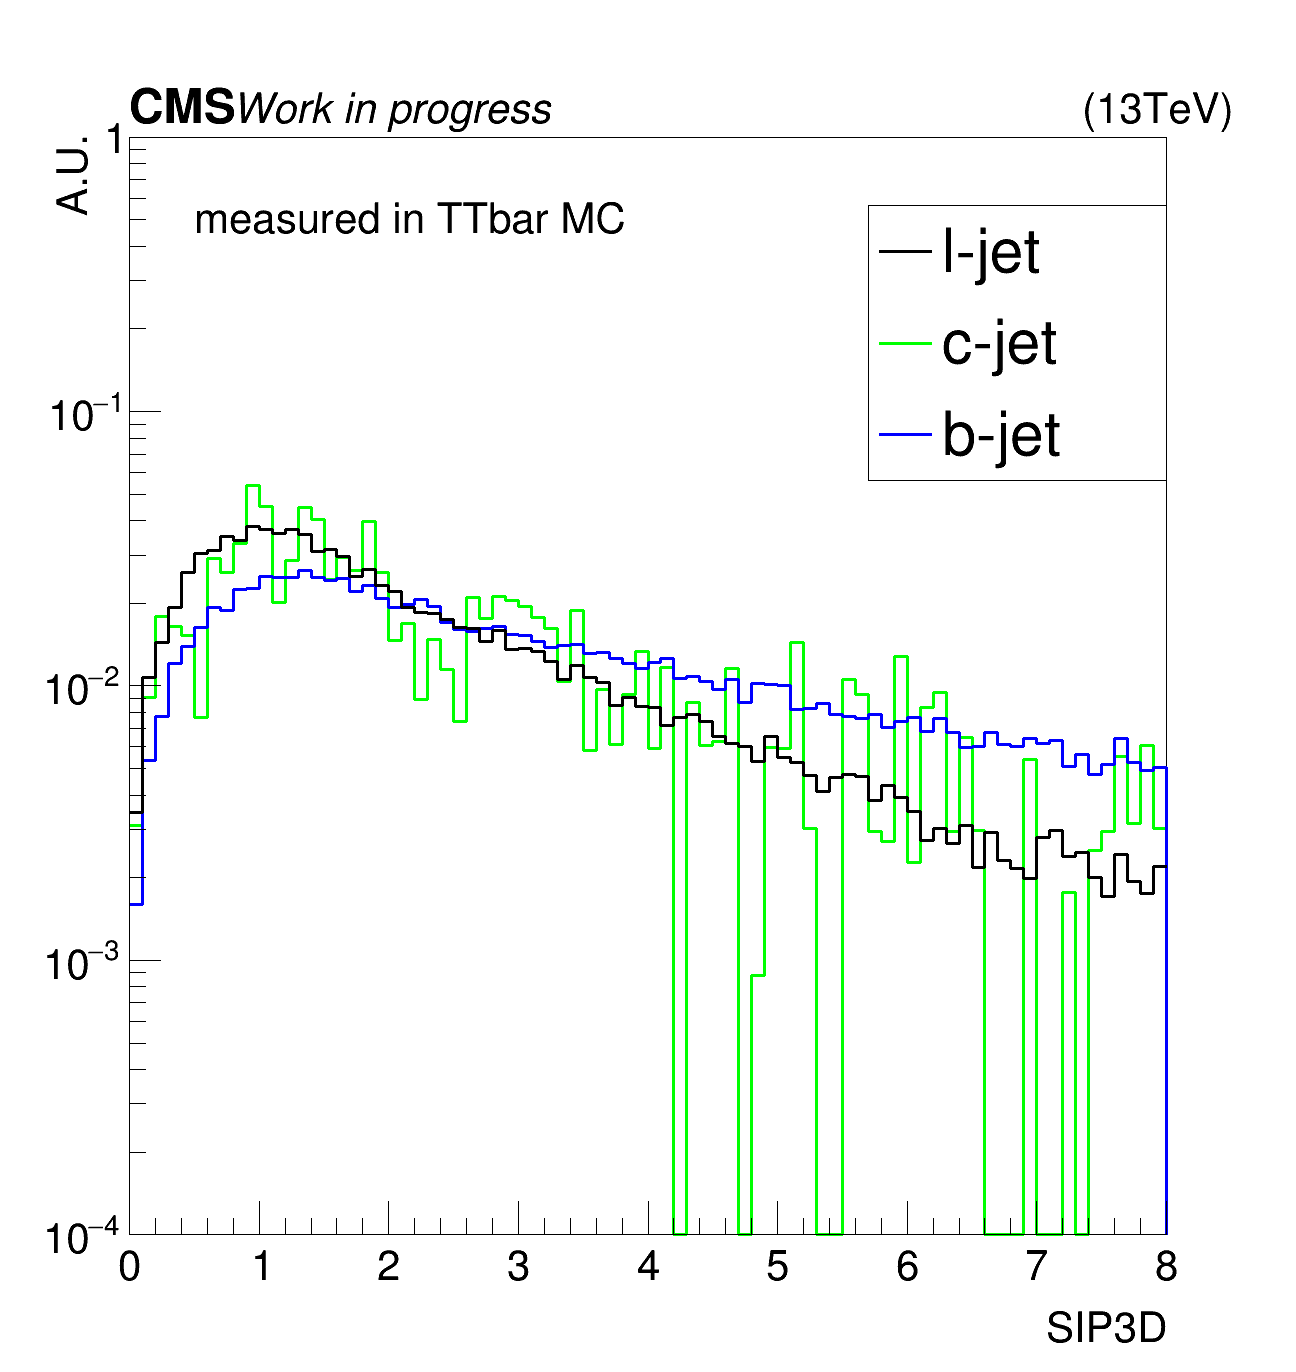 CMS Work in progress (13TeV)
A.U.
1
measured in TTbar MC
l-jet
c-jet
b-jet
10⁻¹
10⁻²
10⁻³
10⁻⁴
0 1 2 3 4 5 6 7 8
SIP3D